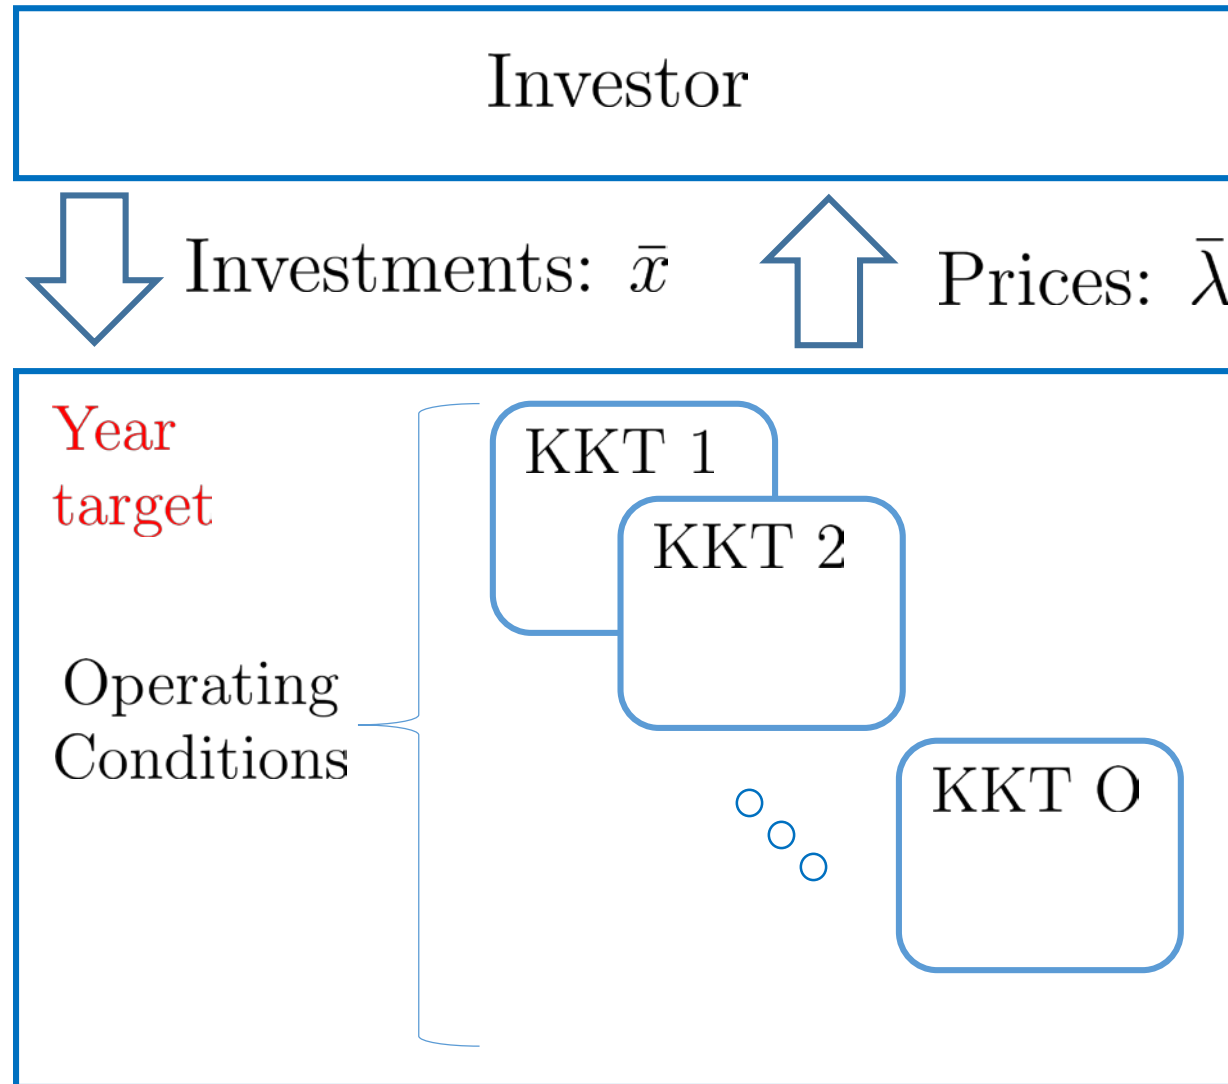 Investor
Investments: x̄
Prices: λ̄
Year
target
KKT 1
KKT 2
Operating
Conditions
KKT O